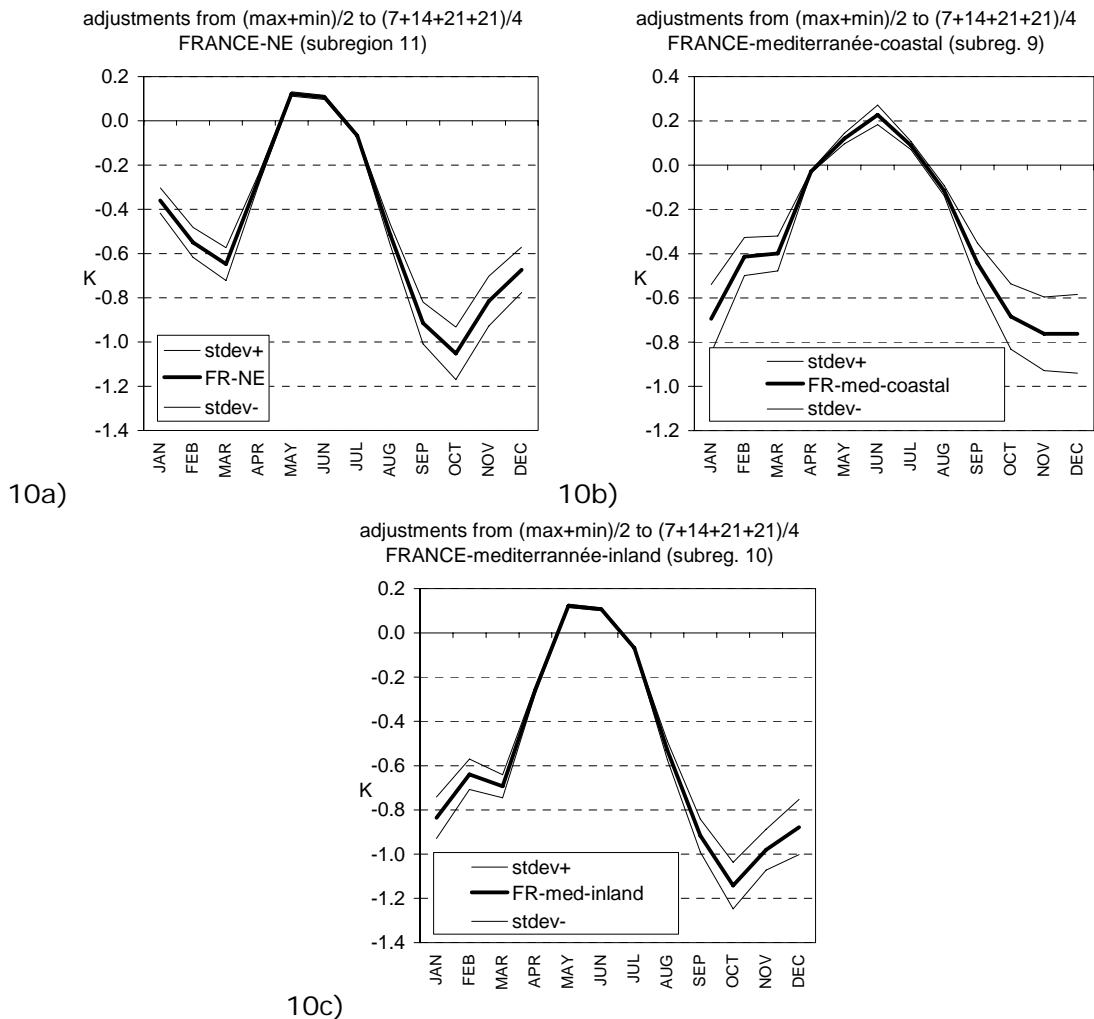 adjustments from (max+min)/2 to (7+14+21+21)/4
FRANCE-NE (subregion 11)
0.2
0.0
-0.2
-0.4
-0.6
K
-0.8
-1.0
-1.2
-1.4
stdev+
FR-NE
stdev-
JAN
FEB
MAR
APR
MAY
JUN
JUL
AUG
SEP
OCT
NOV
DEC
10a)
adjustments from (max+min)/2 to (7+14+21+21)/4
FRANCE-mediterranée-coastal (subreg. 9)
0.4
0.2
0.0
-0.2
-0.4
K
-0.6
-0.8
-1.0
-1.2
stdev+
FR-med-coastal
stdev-
JAN
FEB
MAR
APR
MAY
JUN
JUL
AUG
SEP
OCT
NOV
DEC
10b)
adjustments from (max+min)/2 to (7+14+21+21)/4
FRANCE-mediterrannée-inland (subreg. 10)
0.2
0.0
-0.2
-0.4
-0.6
K
-0.8
-1.0
-1.2
-1.4
stdev+
FR-med-inland
stdev-
JAN
FEB
MAR
APR
MAY
JUN
JUL
AUG
SEP
OCT
NOV
DEC
10c)